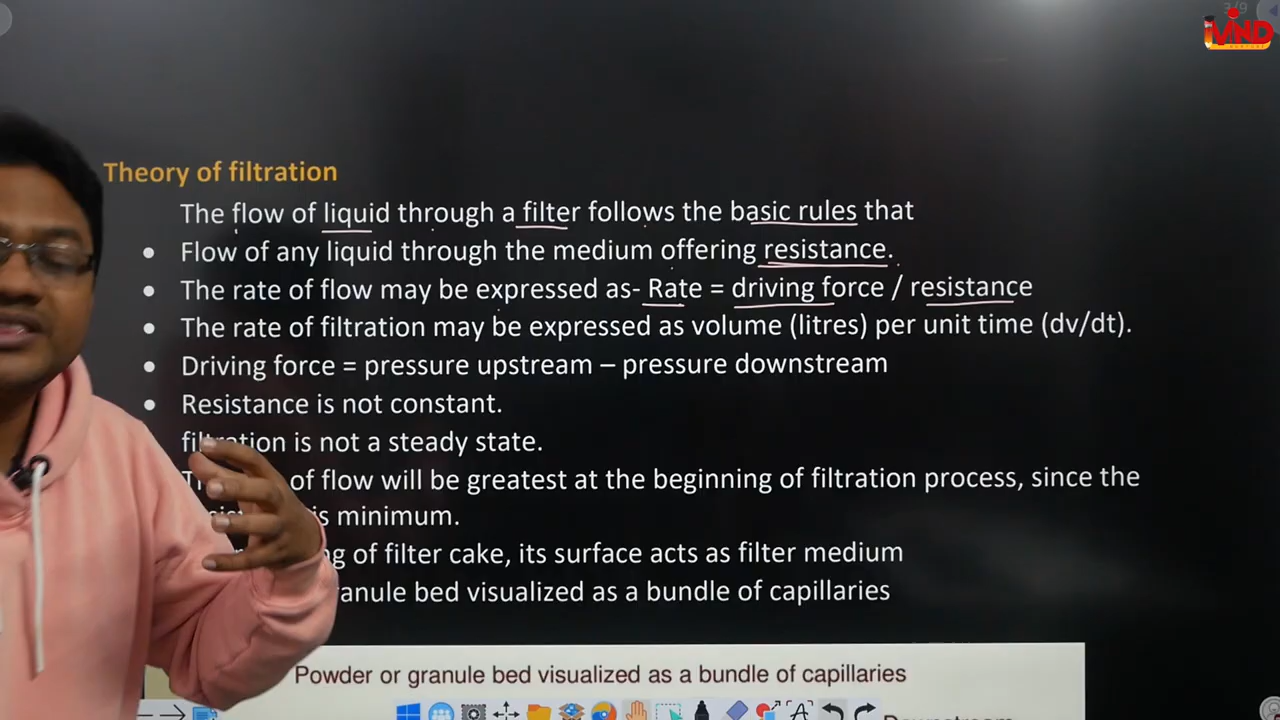 3/9
MIND
Theory of filtration
The flow of liquid through a filter follows the basic rules that
• Flow of any liquid through the medium offering resistance.
• The rate of flow may be expressed as- Rate = driving force / resistance
• The rate of filtration may be expressed as volume (litres) per unit time (dv/dt).
• Driving force = pressure upstream – pressure downstream
• Resistance is not constant.
filtration is not a steady state.
of flow will be greatest at the beginning of filtration process, since the
is minimum.
of filter cake, its surface acts as filter medium
bed visualized as a bundle of capillaries
Powder or granule bed visualized as a bundle of capillaries
Downstream